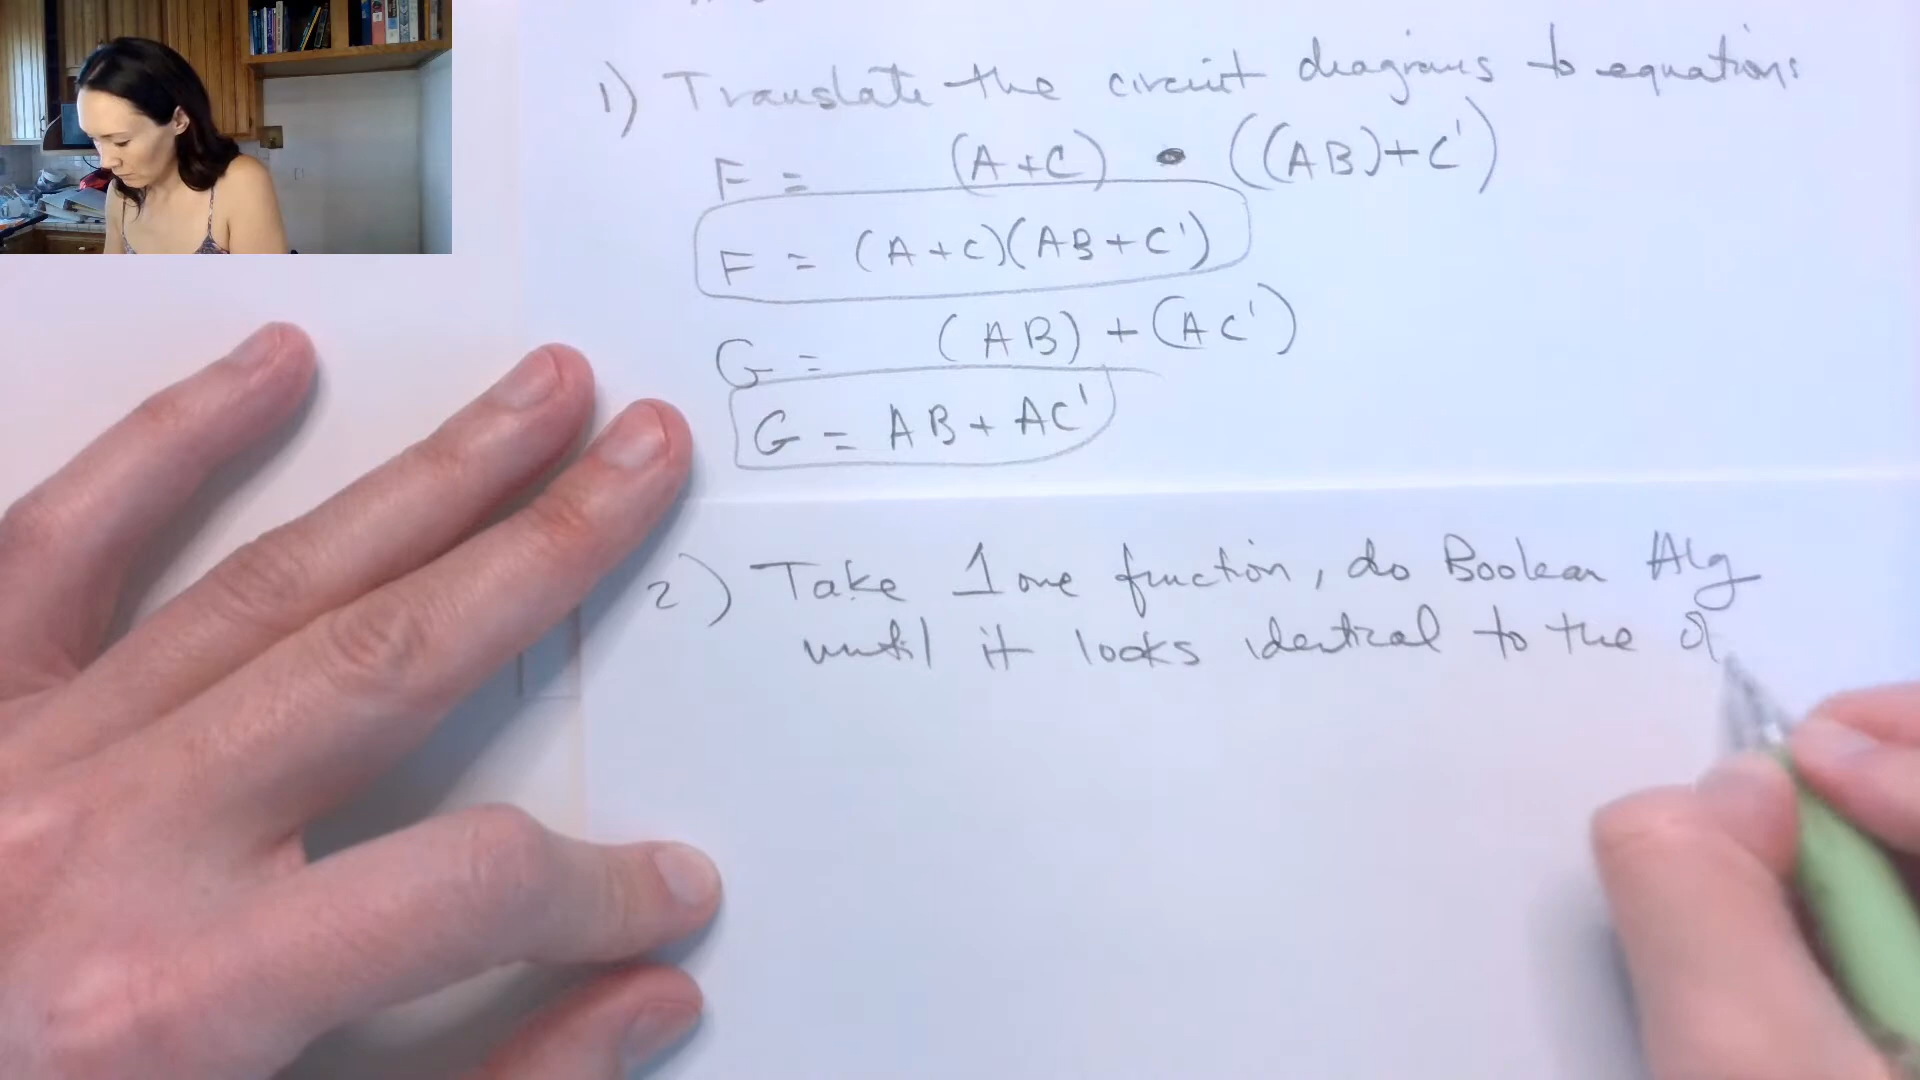 1) Translate the circuit diagrams to equations
F = (A+C) • ((AB)+C')
F = (A+C)(AB+C')
G = (AB) + (AC')
G = AB + AC'
2) Take 1 one function, do Boolean Alg
until it looks identical to the